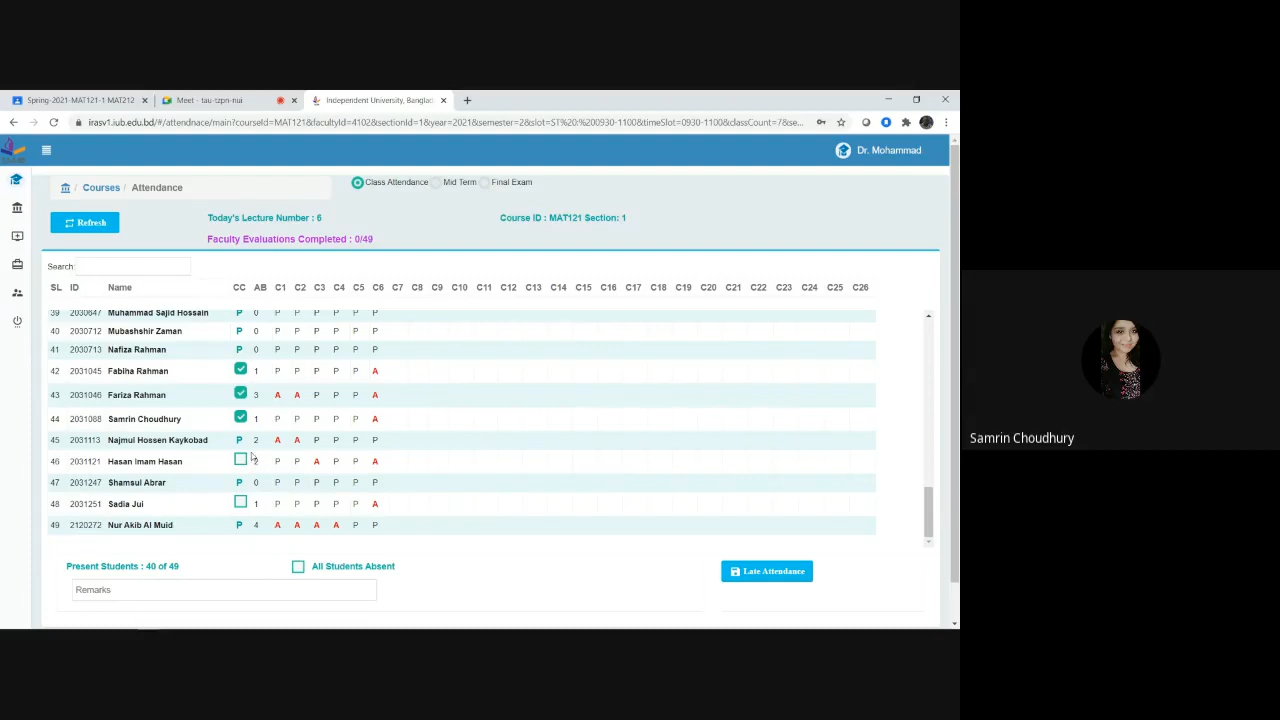 Spring-2021-MAT121-1 MAT212
Meet - tau-tzpn-nui
Independent University, Banglad
irasv1.iub.edu.bd/#/attendnace/main?courseId=MAT121&facultyId=4102&sectionId=1&year=2021&semester=2&slot=ST%20:%200930-1100&timeSlot=0930-1100&classCount=7&se...
Dr. Mohammad
Courses / Attendance
Class Attendance Mid Term Final Exam
Refresh
Today's Lecture Number : 6
Course ID : MAT121 Section: 1
Faculty Evaluations Completed : 0/49
Search:
SL ID Name CC AB C1 C2 C3 C4 C5 C6 C7 C8 C9 C10 C11 C12 C13 C14 C15 C16 C17 C18 C19 C20 C21 C22 C23 C24 C25 C26
39 2030647 Muhammad Sajid Hossain P 0 P P P P P P
40 2030712 Mubashshir Zaman P 0 P P P P P P
41 2030713 Nafiza Rahman P 0 P P P P P P
42 2031045 Fabiha Rahman 1 P P P P P A
43 2031046 Fariza Rahman 3 A A P P P A
44 2031088 Samrin Choudhury 1 P P P P P A
45 2031113 Najmul Hossen Kaykobad P 2 A A P P P P
46 2031121 Hasan Imam Hasan 2 P P A P P A
47 2031247 Shamsul Abrar P 0 P P P P P P
48 2031251 Sadia Jui 1 P P P P P A
49 2120272 Nur Akib Al Muid P 4 A A A A P P
Present Students : 40 of 49
All Students Absent
Late Attendance
Remarks
Samrin Choudhury